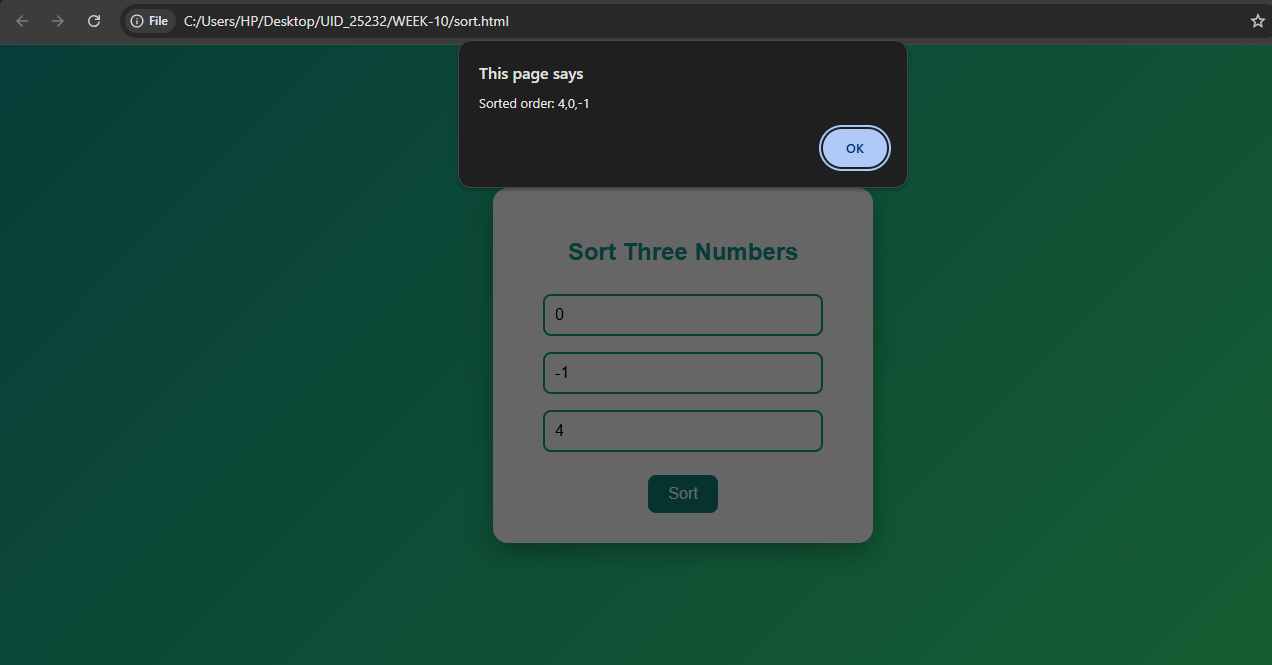 File C:/Users/HP/Desktop/UID_25232/WEEK-10/sort.html
This page says
Sorted order: 4,0,-1
OK
Sort Three Numbers
0
-1
4
Sort